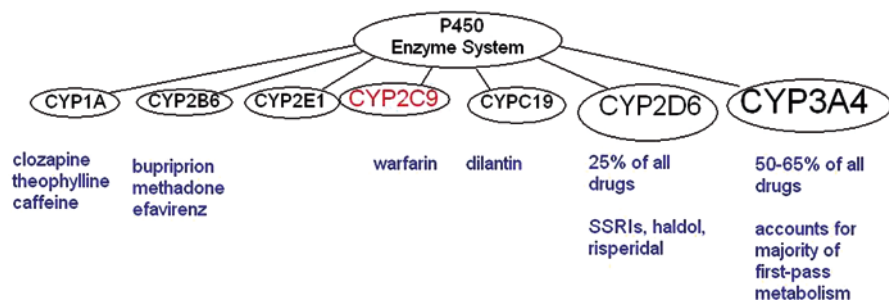 P450
Enzyme System
CYP1A
CYP2B6
CYP2E1
CYP2C9
CYPC19
CYP2D6
CYP3A4
clozapine
theophylline
caffeine
bupriprion
methadone
efavirenz
warfarin
dilantin
25% of all
drugs
SSRIs, haldol,
risperidal
50-65% of all
drugs
accounts for
majority of
first-pass
metabolism